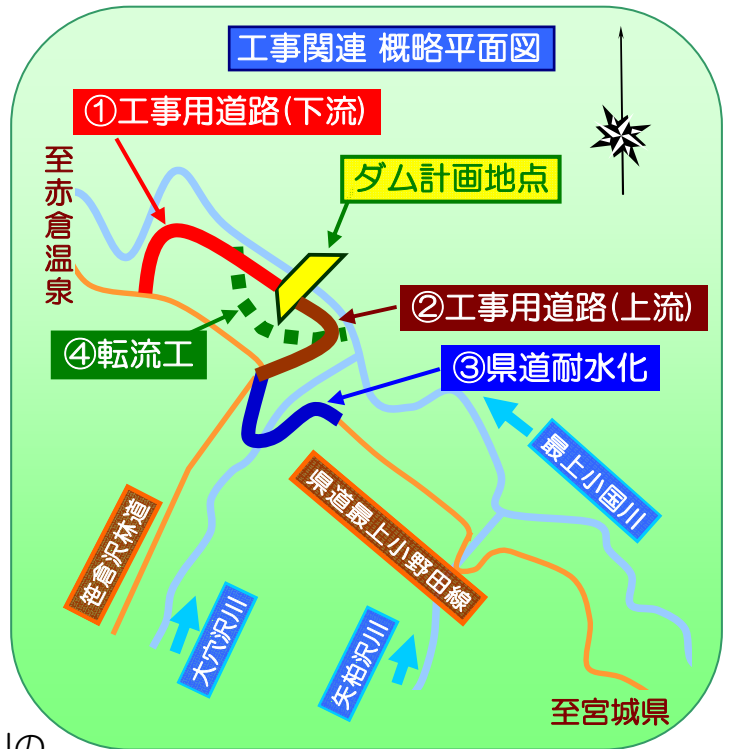 工事関連 概略平面図
①工事用道路(下流)
至赤倉温泉
ダム計画地点
②工事用道路(上流)
④転流工
③県道耐水化
最上小国川
県道最上小野田線
笹倉沢林道
大穴沢川
矢柏沢川
至宮城県
川の